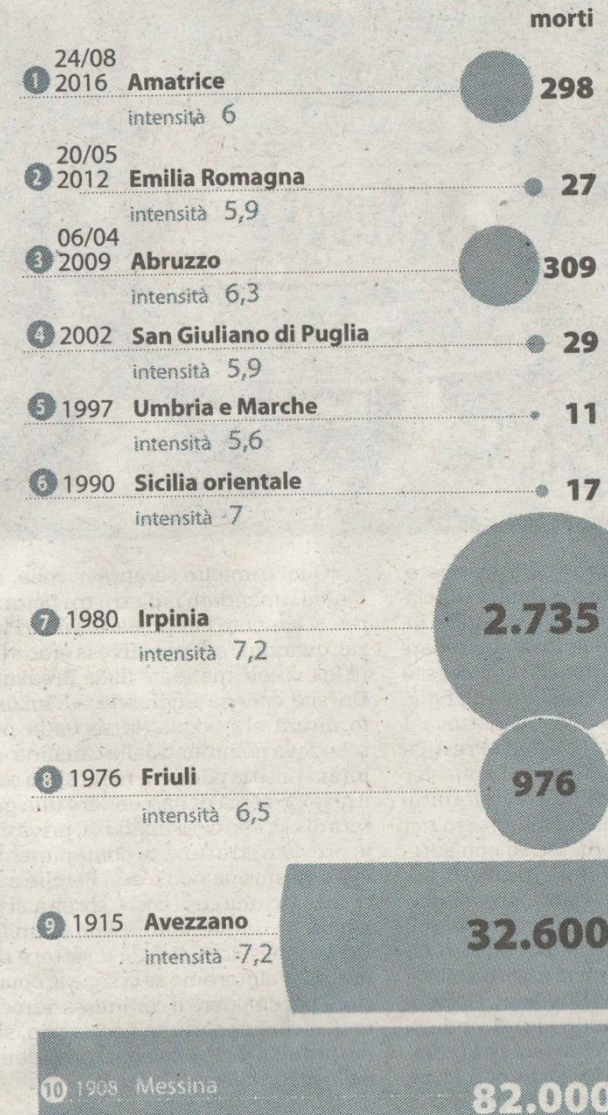 morti
24/08
1 2016 Amatrice 298
intensità 6
20/05
2 2012 Emilia Romagna 27
intensità 5,9
06/04
3 2009 Abruzzo 309
intensità 6,3
4 2002 San Giuliano di Puglia 29
intensità 5,9
5 1997 Umbria e Marche 11
intensità 5,6
6 1990 Sicilia orientale 17
intensità 7
7 1980 Irpinia 2.735
intensità 7,2
8 1976 Friuli 976
intensità 6,5
9 1915 Avezzano 32.600
intensità 7,2
10 1908 Messina 82.000